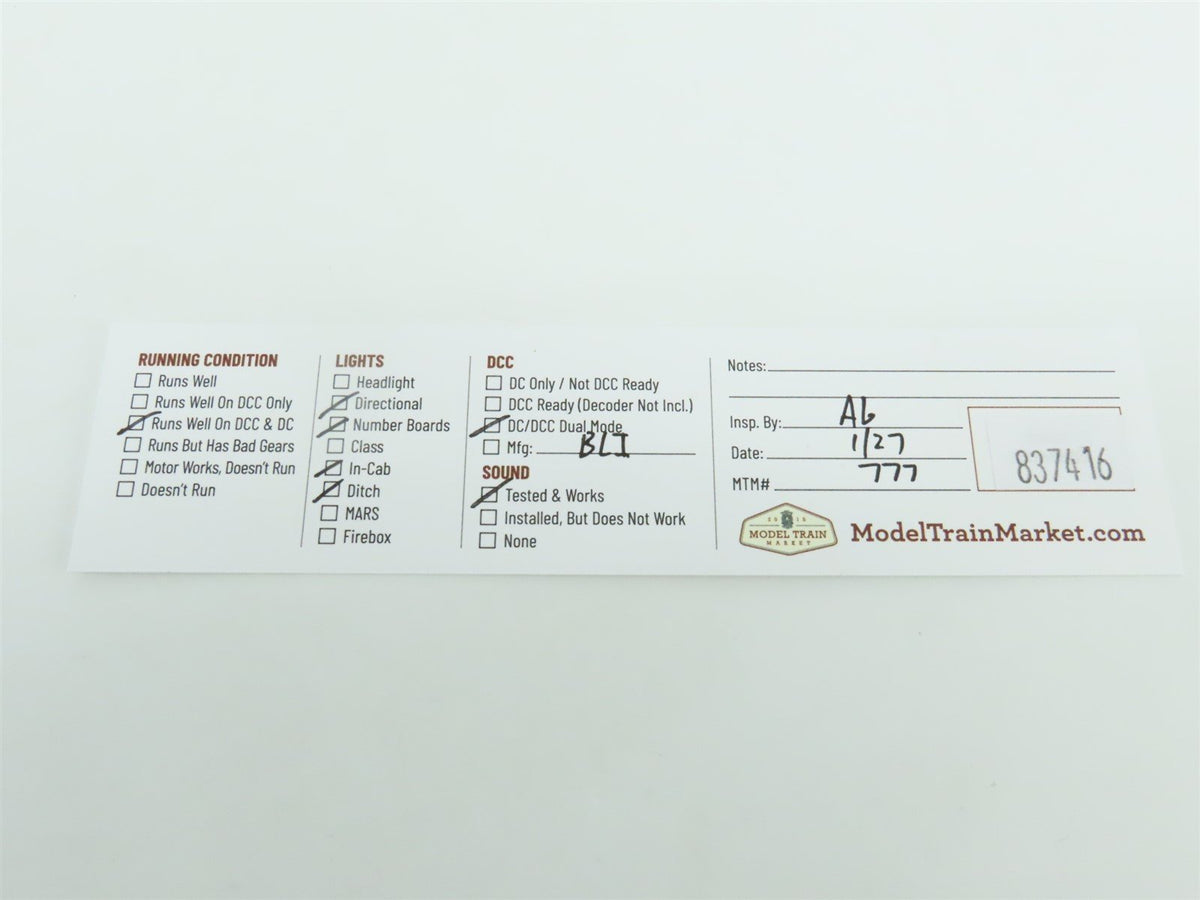 RUNNING CONDITION
Runs Well
Runs Well On DCC Only
Runs Well On DCC & DC
Runs But Has Bad Gears
Motor Works, Doesn't Run
Doesn't Run
LIGHTS
Headlight
Directional
Number Boards
Class
In-Cab
Ditch
MARS
Firebox
DCC
DC Only / Not DCC Ready
DCC Ready (Decoder Not Incl.)
DC/DCC Dual Mode
Mfg: BLI
SOUND
Tested & Works
Installed, But Does Not Work
None
Notes:
Insp. By: AG
Date: 1/27
MTM# 777
837416
2015
MODEL TRAIN
MARKET
ModelTrainMarket.com